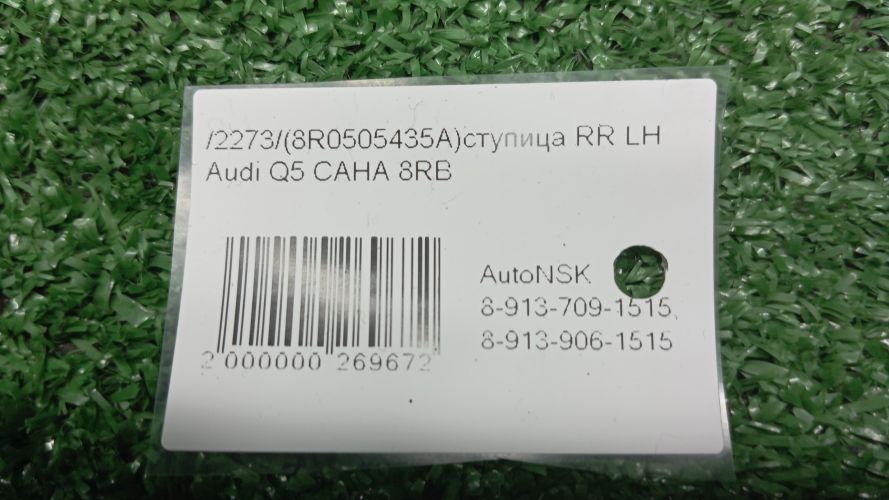 /2273/(8R0505435A)ступица RR LH
Audi Q5 CAHA 8RB
AutoNSK
8-913-709-1515,
8-913-906-1515
2 000000 269672